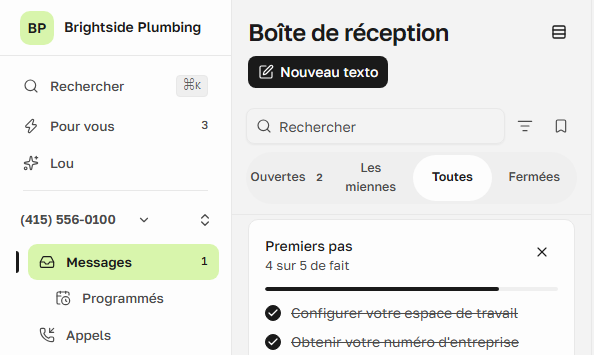 BP Brightside Plumbing
Rechercher ⌘K
Pour vous 3
Lou
(415) 556-0100
Messages 1
Programmés
Appels
Boîte de réception
Nouveau texto
Rechercher
Ouvertes 2
Les
miennes
Toutes
Fermées
Premiers pas
4 sur 5 de fait
Configurer votre espace de travail
Obtenir votre numéro d'entreprise